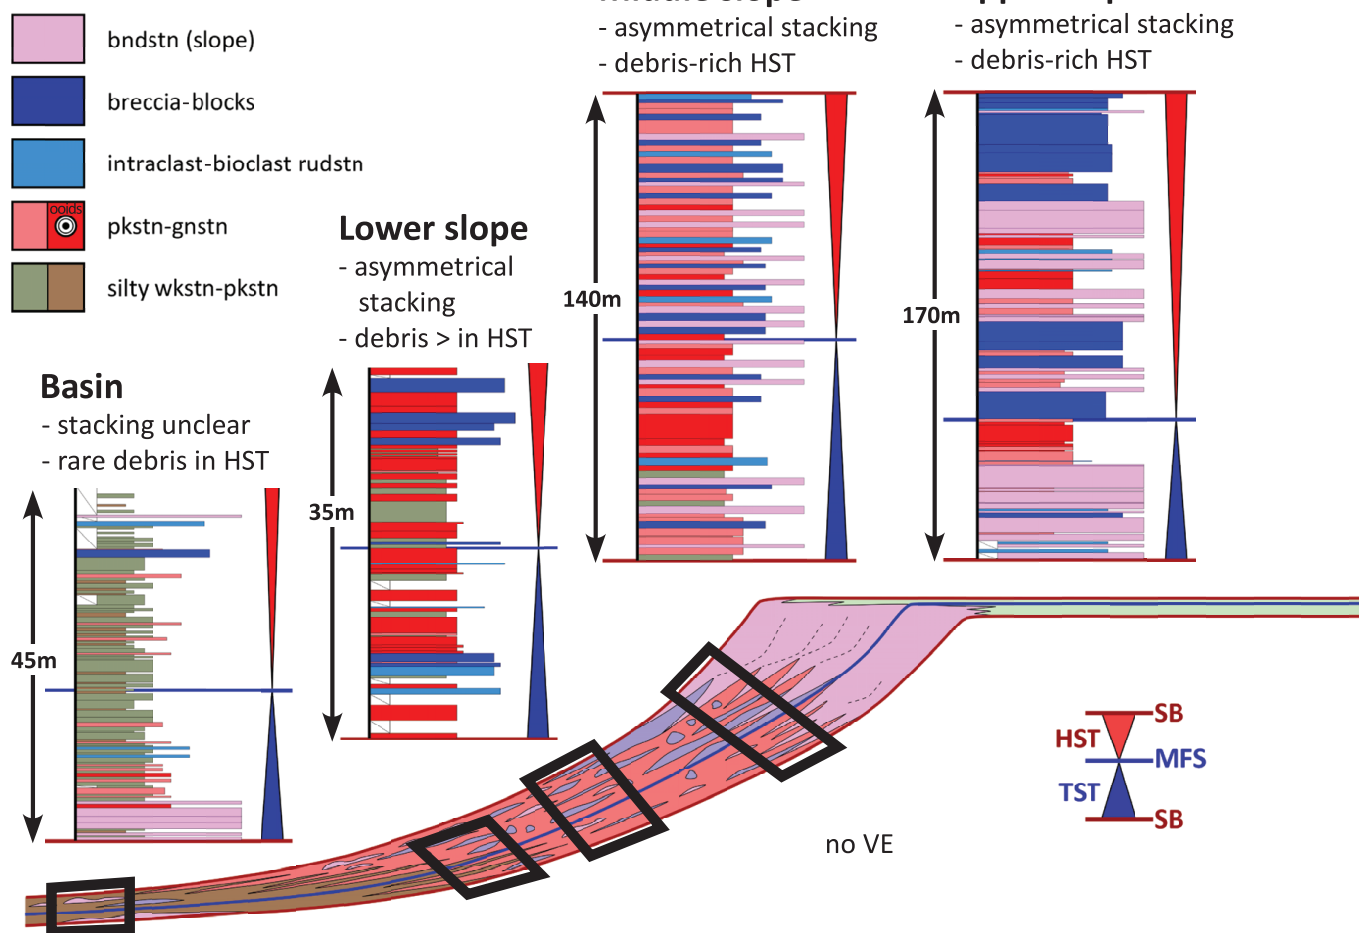 bndstn (slope)
breccia-blocks
intraclast-bioclast rudstn
ooids
pkstn-gnstn
silty wkstn-pkstn
Basin
- stacking unclear
- rare debris in HST
45m
Lower slope
- asymmetrical
stacking
- debris > in HST
35m
- asymmetrical stacking
- debris-rich HST
140m
- asymmetrical stacking
- debris-rich HST
170m
no VE
SB
HST
MFS
TST
SB